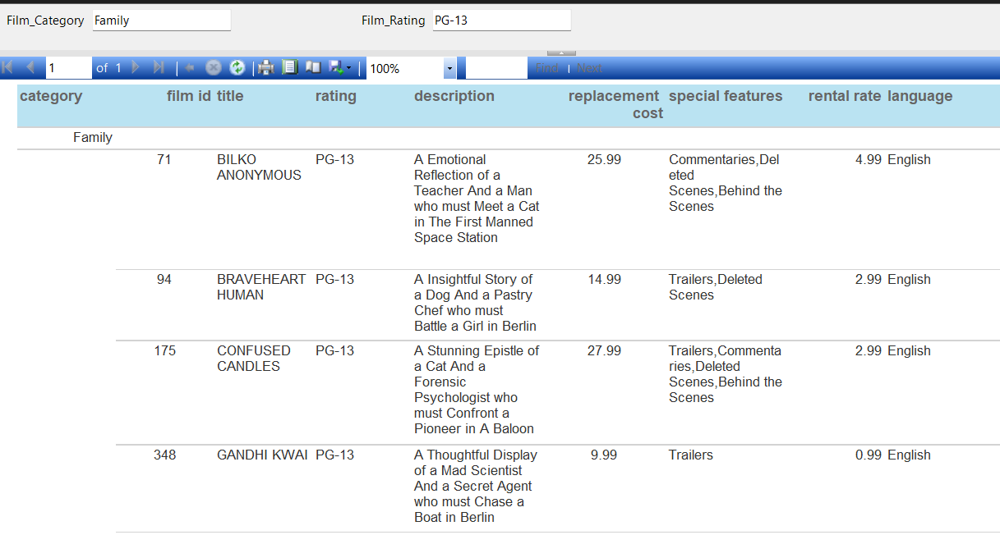 Film_Category Family Film_Rating PG-13
1 of 1 100% Find | Next
category film id title rating description replacement cost special features rental rate language
Family
71 BILKO PG-13 A Emotional 25.99 Commentaries,Del 4.99 English
ANONYMOUS Reflection of a eted
Teacher And a Man Scenes,Behind the
who must Meet a Cat Scenes
in The First Manned
Space Station
94 BRAVEHEART PG-13 A Insightful Story of 14.99 Trailers,Deleted 2.99 English
HUMAN a Dog And a Pastry Scenes
Chef who must
Battle a Girl in Berlin
175 CONFUSED PG-13 A Stunning Epistle of 27.99 Trailers,Commenta 2.99 English
CANDLES a Cat And a ries,Deleted
Forensic Scenes,Behind the
Psychologist who Scenes
must Confront a
Pioneer in A Baloon
348 GANDHI KWAI PG-13 A Thoughtful Display 9.99 Trailers 0.99 English
of a Mad Scientist
And a Secret Agent
who must Chase a
Boat in Berlin